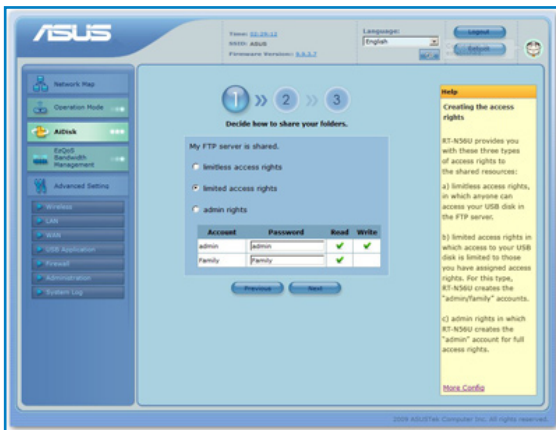 ASUS
Time: 02:29:12
SSID: ASUS
Firmware Version: 5.0.3.7
Language:
English
Logout
Network Map
Operation Mode
AiDisk
EzQoS
Bandwidth
Management
Advanced Setting
Wireless
LAN
WAN
USB Application
Firewall
Administration
System Log
1 » 2 » 3
Decide how to share your folders.
My FTP server is shared.
limitless access rights
limited access rights
admin rights
Account Password Read Write
admin admin
Family Family
Previous Next
Help
Creating the access
rights
RT-N56U provides you
with these three types
of access rights to
the shared resources:
a) limitless access rights,
in which anyone can
access your USB disk in
the FTP server.
b) limited access rights in
which access to your USB
disk is limited to those
you have assigned access
rights. For this type,
RT-N56U creates the
"admin/family" accounts.
c) admin rights in which
RT-N56U creates the
"admin" account for full
access rights.
More Config
2009 ASUSTek Computer Inc. All rights reserved.